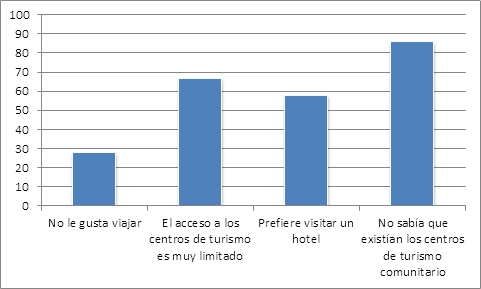 100
90
80
70
60
50
40
30
20
10
0
No le gusta viajar
El acceso a los
centros de turismo
es muy limitado
Prefiere visitar un
hotel
No sabía que
existían los centros
de turismo
comunitario